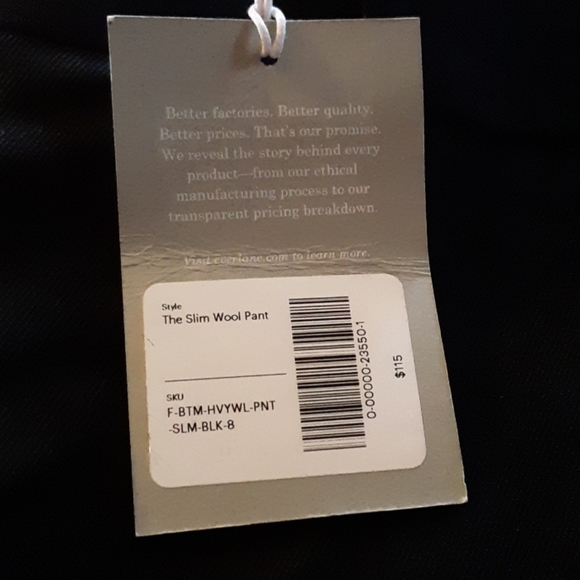 Better factories. Better quality.
Better prices. That's our promise.
We reveal the story behind every
product—from our ethical
manufacturing process to our
transparent pricing breakdown.
Visit everlane.com to learn more.
Style
The Slim Wool Pant
SKU
F-BTM-HVYWL-PNT
-SLM-BLK-8
0-00000-23550-1
$115